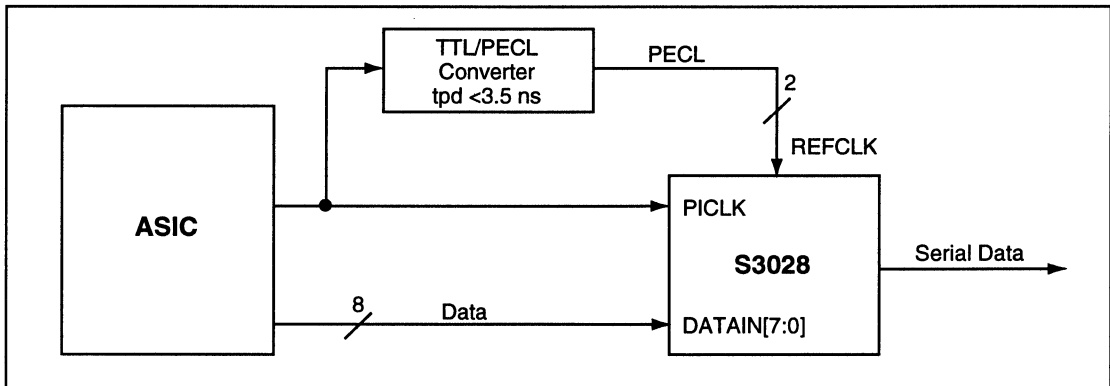 TTL/PECL
Converter
tpd <3.5 ns
PECL
2
REFCLK
ASIC
PICLK
S3028
Serial Data
8
Data
DATAIN[7:0]